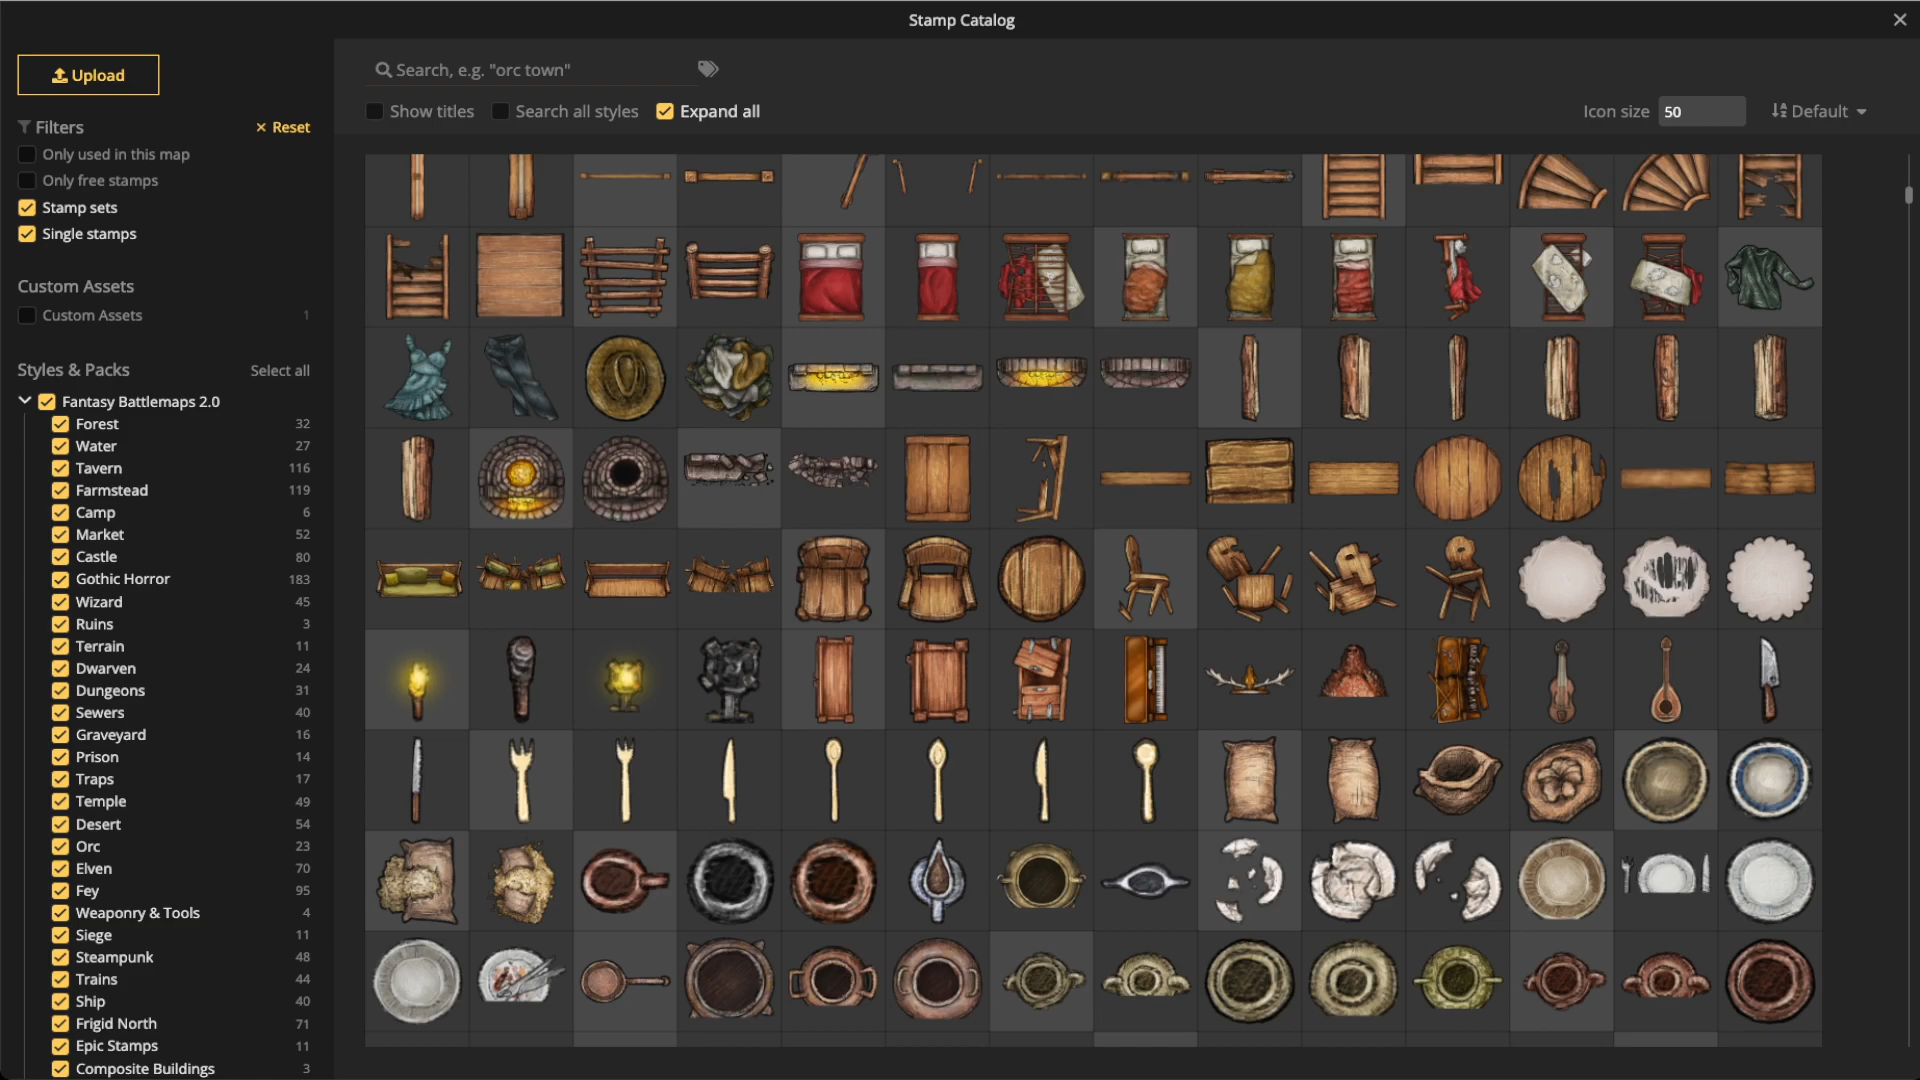 Stamp Catalog
Upload
Search, e.g. "orc town"
Show titles
Search all styles
Expand all
Icon size
50
Default
Filters
Reset
Only used in this map
Only free stamps
Stamp sets
Single stamps
Custom Assets
Custom Assets 1
Styles & Packs Select all
Fantasy Battlemaps 2.0
Forest 32
Water 27
Tavern 116
Farmstead 119
Camp 6
Market 52
Castle 80
Gothic Horror 183
Wizard 45
Ruins 3
Terrain 11
Dwarven 24
Dungeons 31
Sewers 40
Graveyard 16
Prison 14
Traps 17
Temple 49
Desert 54
Orc 23
Elven 70
Fey 95
Weaponry & Tools 4
Siege 11
Steampunk 48
Trains 44
Ship 40
Frigid North 71
Epic Stamps 11
Composite Buildings 3